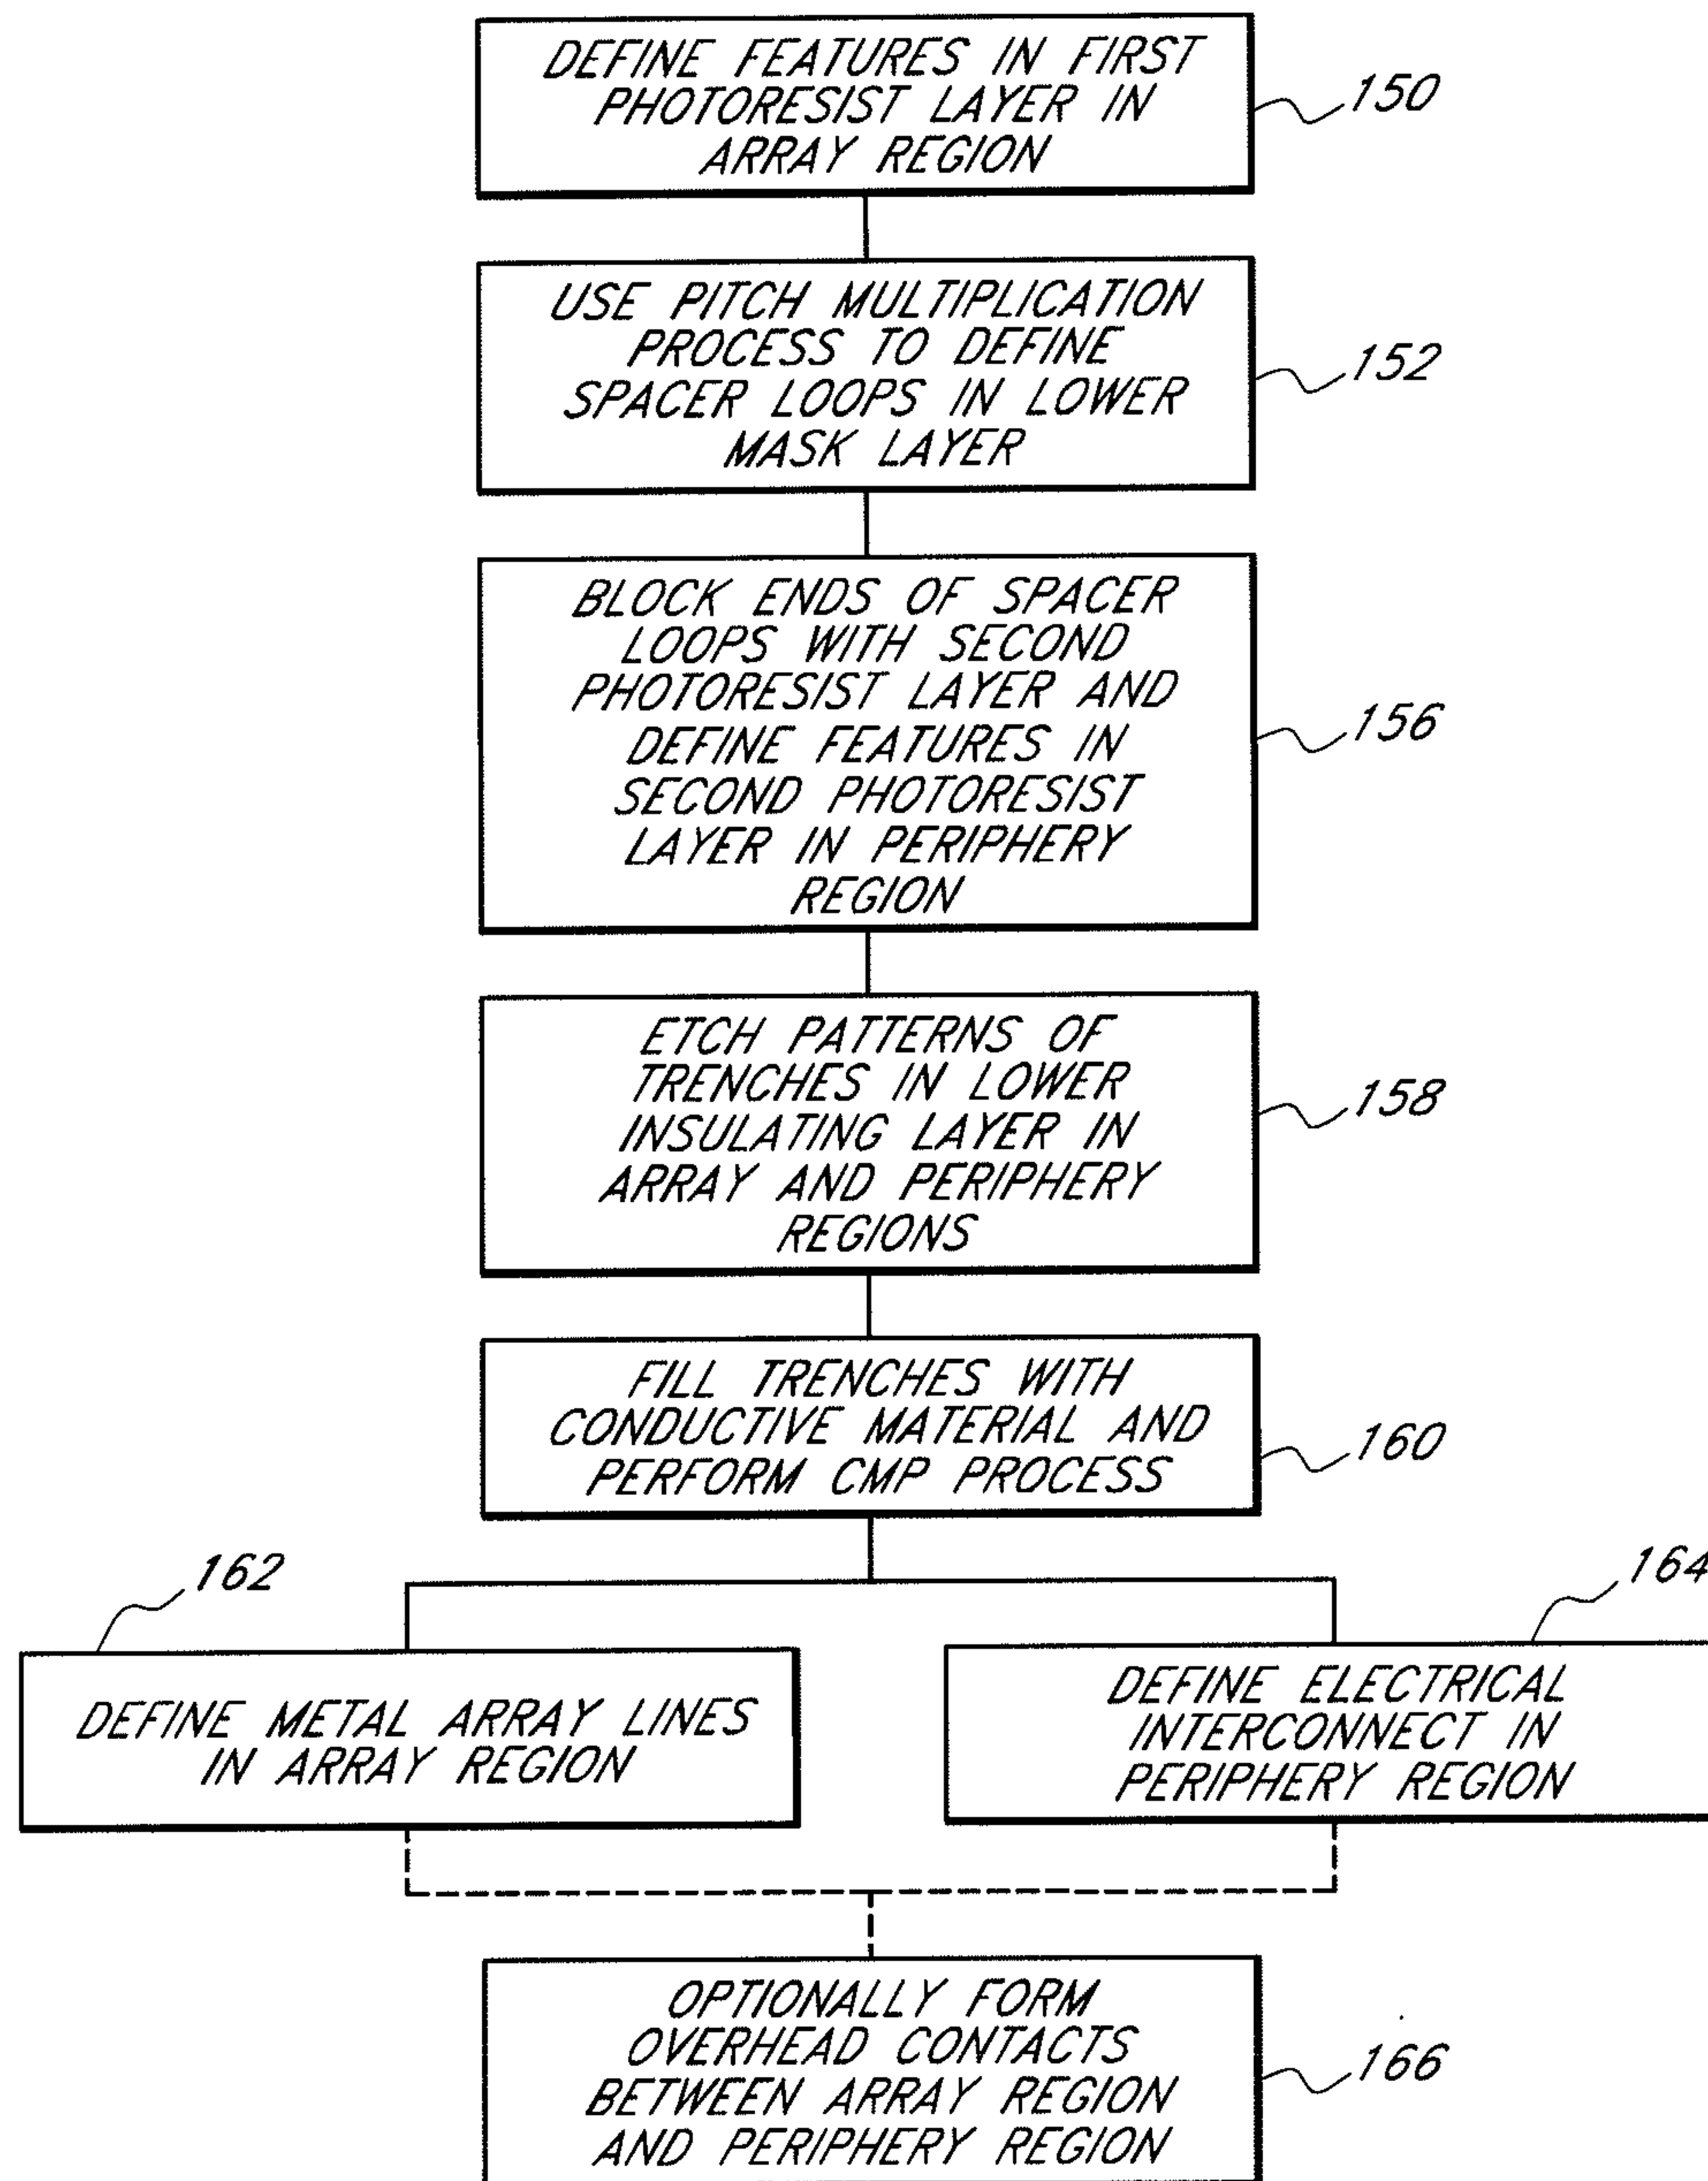 DEFINE FEATURES IN FIRST
PHOTORESIST LAYER IN
ARRAY REGION
150
USE PITCH MULTIPLICATION
PROCESS TO DEFINE
SPACER LOOPS IN LOWER
MASK LAYER
152
BLOCK ENDS OF SPACER
LOOPS WITH SECOND
PHOTORESIST LAYER AND
DEFINE FEATURES IN
SECOND PHOTORESIST
LAYER IN PERIPHERY
REGION
156
ETCH PATTERNS OF
TRENCHES IN LOWER
INSULATING LAYER IN
ARRAY AND PERIPHERY
REGIONS
158
FILL TRENCHES WITH
CONDUCTIVE MATERIAL AND
PERFORM CMP PROCESS
160
162
DEFINE METAL ARRAY LINES
IN ARRAY REGION
164
DEFINE ELECTRICAL
INTERCONNECT IN
PERIPHERY REGION
OPTIONALLY FORM
OVERHEAD CONTACTS
BETWEEN ARRAY REGION
AND PERIPHERY REGION
166